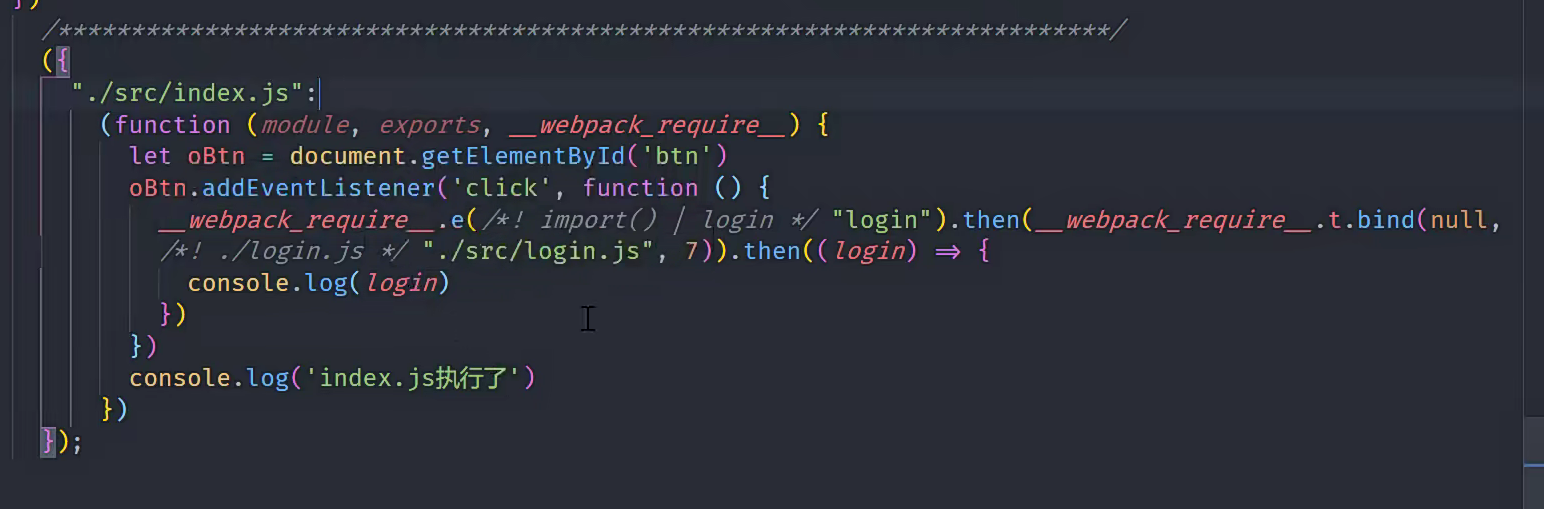 })
/************************************************************************/
({
"./src/index.js":
(function (module, exports, __webpack_require__) {
let oBtn = document.getElementById('btn')
oBtn.addEventListener('click', function () {
__webpack_require__.e(/*! import() | login */ "login").then(__webpack_require__.t.bind(null,
/*! ./login.js */ "./src/login.js", 7)).then((login) => {
console.log(login)
})
})
console.log('index.js执行了')
})
});